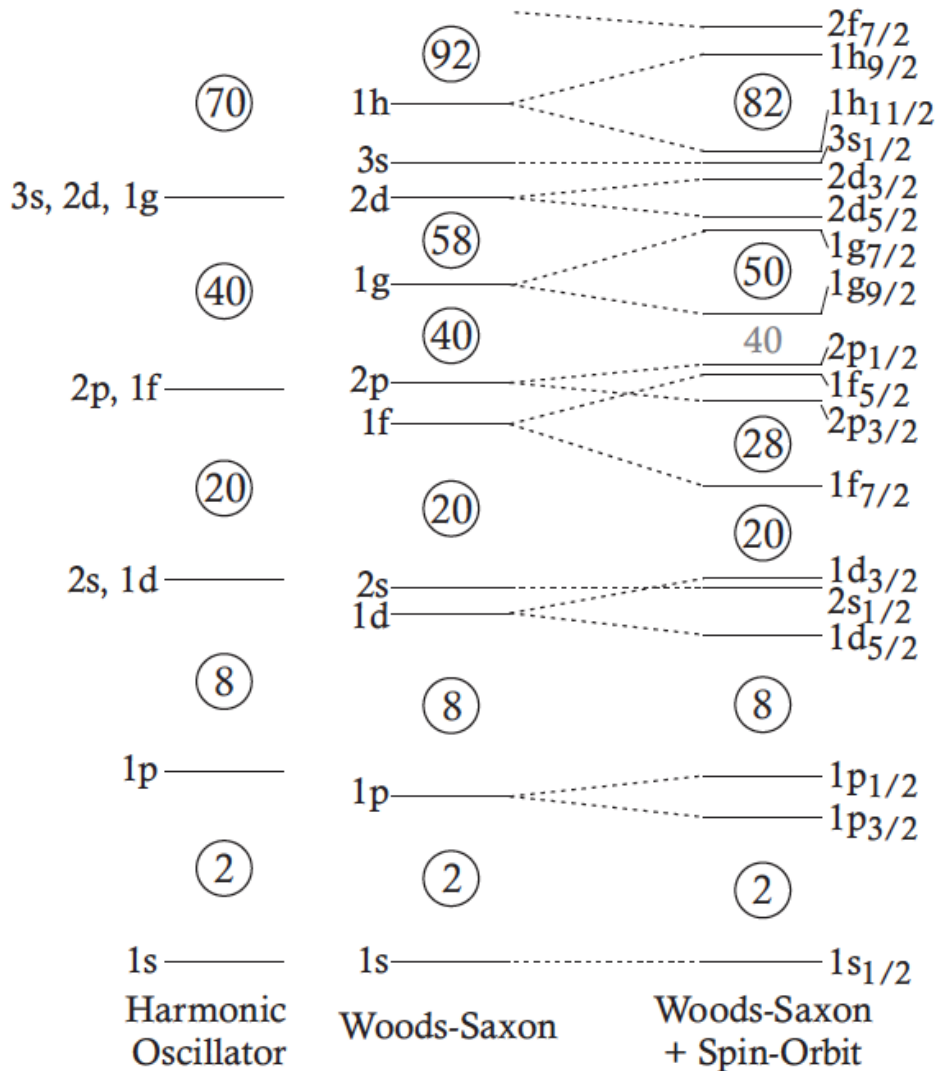 2f7/2
92
1h9/2
70
1h
82
1h11/2
3s
3s1/2
3s, 2d, 1g
2d
2d3/2
2d5/2
58
1g7/2
50
1g
1g9/2
40
40
40
2p1/2
2p, 1f
2p
1f5/2
1f
2p3/2
28
20
1f7/2
20
20
2s, 1d
2s
1d3/2
1d
2s1/2
1d5/2
8
8
8
1p
1p
1p1/2
1p3/2
2
2
2
1s
1s
1s1/2
Harmonic
Oscillator
Woods-Saxon
Woods-Saxon
+ Spin-Orbit